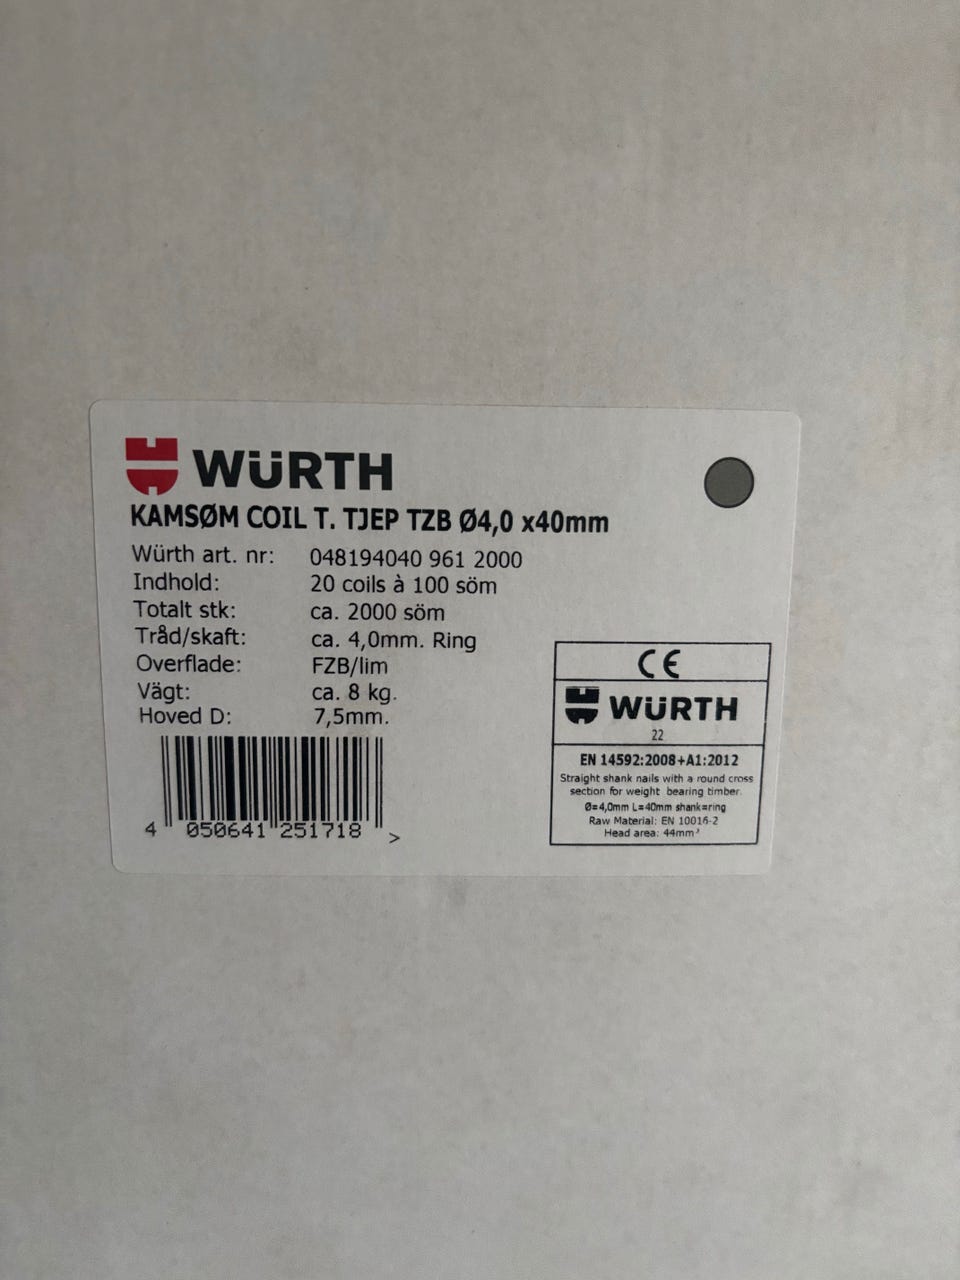 WÜRTH
KAMSØM COIL T. TJEP TZB Ø4,0 x40mm
Würth art. nr: 048194040 961 2000
Indhold: 20 coils à 100 söm
Totalt stk: ca. 2000 söm
Tråd/skaft: ca. 4,0mm. Ring
Overflade: FZB/lim
Vägt: ca. 8 kg.
Hoved D: 7,5mm.
4 050641 251718 >
CE
WÜRTH
22
EN 14592:2008+A1:2012
Straight shank nails with a round cross
section for weight bearing timber.
Ø=4,0mm L=40mm shank=ring
Raw Material: EN 10016-2
Head area: 44mm²